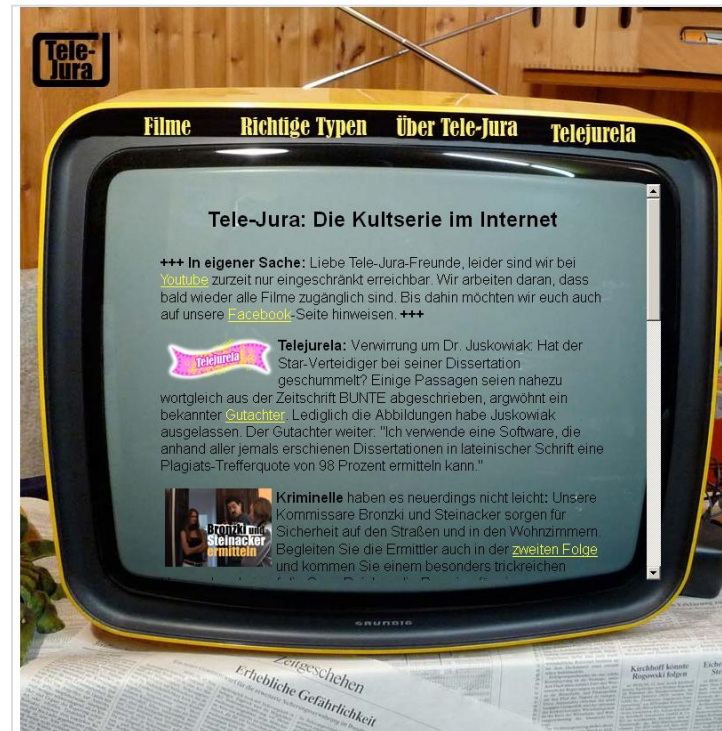 Tele-
Jura
Filme
Richtige Typen
Über Tele-Jura
Telejurela
Tele-Jura: Die Kultserie im Internet
+++ In eigener Sache: Liebe Tele-Jura-Freunde, leider sind wir bei
Youtube zurzeit nur eingeschränkt erreichbar. Wir arbeiten daran, dass
bald wieder alle Filme zugänglich sind. Bis dahin möchten wir euch auch
auf unsere Facebook-Seite hinweisen. +++
Telejurela
Telejurela: Verwirrung um Dr. Juskowiak: Hat der
Star-Verteidiger bei seiner Dissertation
geschummelt? Einige Passagen seien nahezu
wortgleich aus der Zeitschrift BUNTE abgeschrieben, argwöhnt ein
bekannter Gutachter. Lediglich die Abbildungen habe Juskowiak
ausgelassen. Der Gutachter weiter: "Ich verwende eine Software, die
anhand aller jemals erschienen Dissertationen in lateinischer Schrift eine
Plagiats-Trefferquote von 98 Prozent ermitteln kann."
Bronzki und
Steinacker
ermitteln
Kriminelle haben es neuerdings nicht leicht: Unsere
Kommissare Bronzki und Steinacker sorgen für
Sicherheit auf den Straßen und in den Wohnzimmern.
Begleiten Sie die Ermittler auch in der zweiten Folge
und kommen Sie einem besonders trickreichen
GRUNDIG
Zeitgeschehen
Erhebliche Gefährlichkeit
Kirchhoff könnte
Rogowski folgen